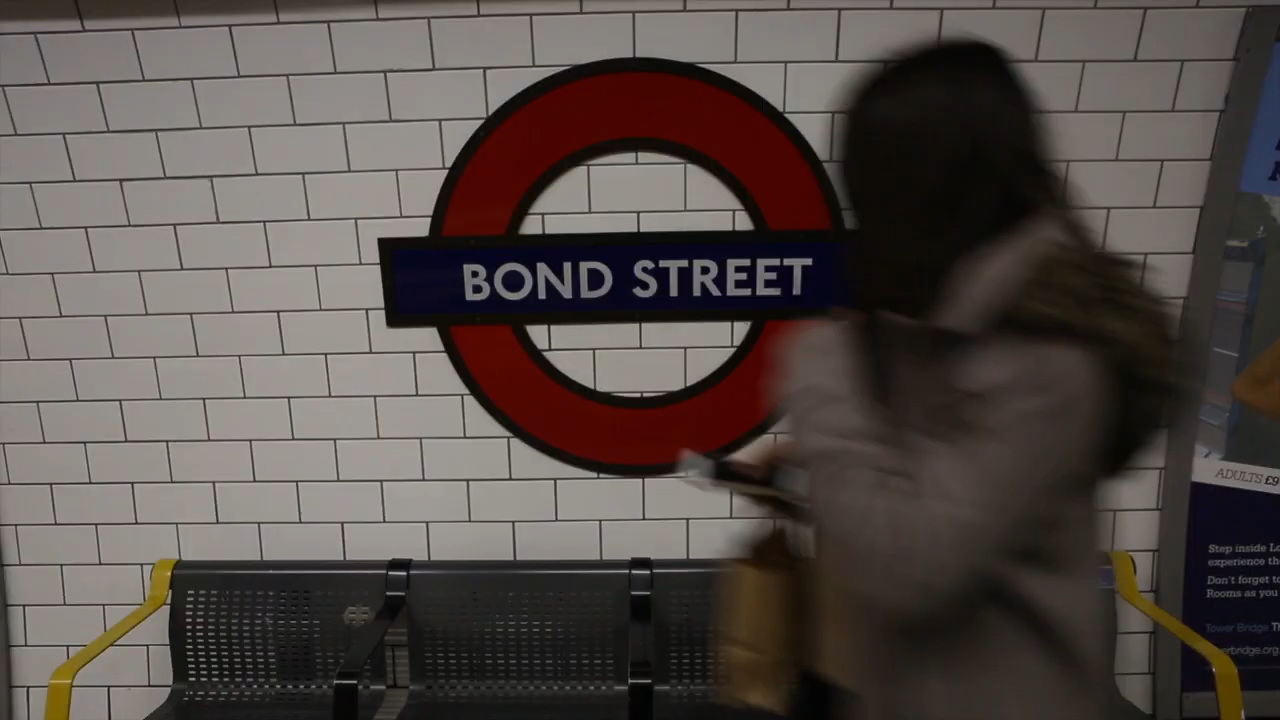 BOND STREET
ADULTS £9
Step inside Lo
experience th
Don't forget to
Rooms as you
Tower Bridge Th
erbridge.org